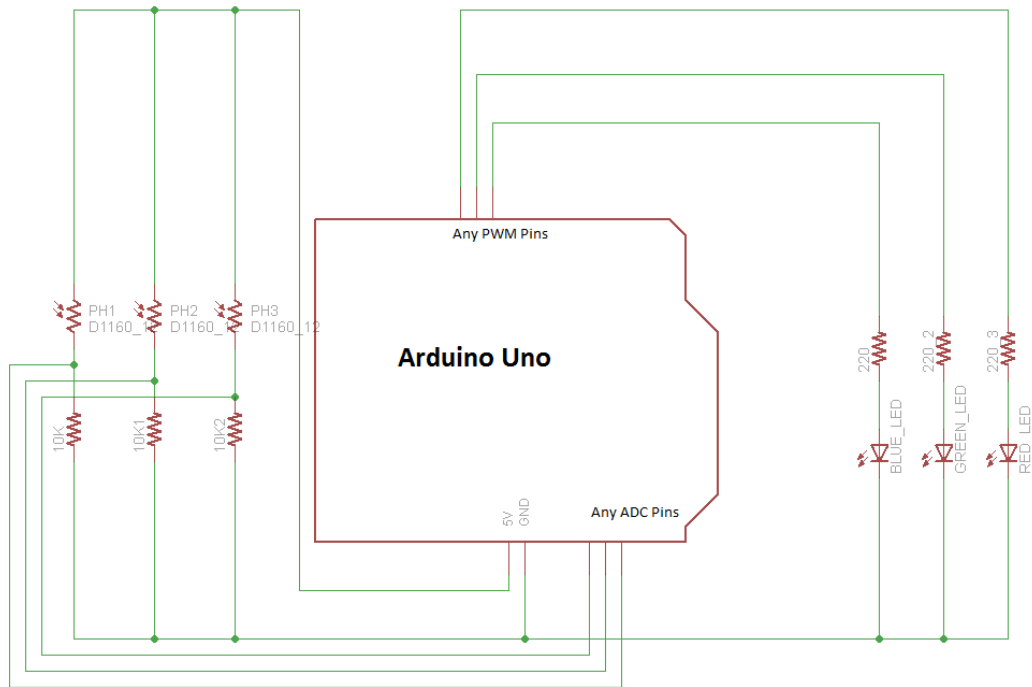 Any PWM Pins
PH1
D1160_1
PH2
D1160_1
PH3
D1160_12
Arduino Uno
220
220_2
220_3
10K
10K1
10K2
BLUE_LED
GREEN_LED
RED_LED
5V
GND
Any ADC Pins